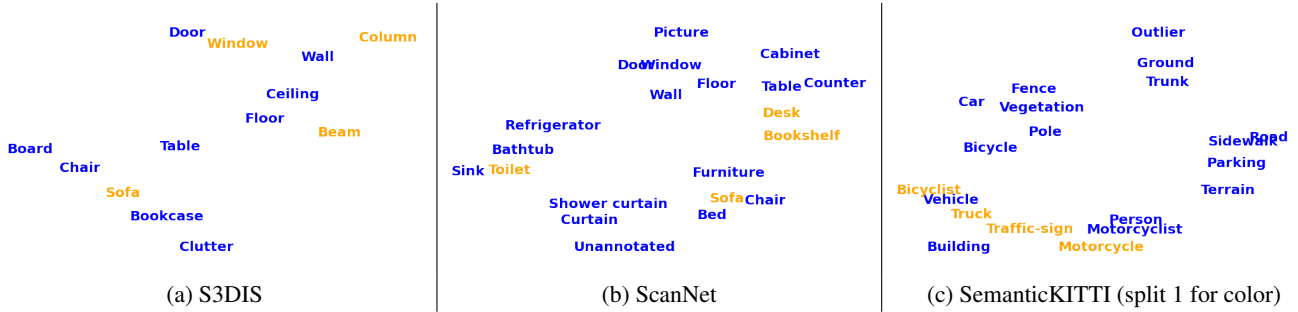 Door
Window
Column
Wall
Ceiling
Floor
Beam
Board
Table
Chair
Sofa
Bookcase
Clutter
(a) S3DIS
Picture
Cabinet
Door
Window
Floor
Table
Counter
Wall
Desk
Refrigerator
Bookshelf
Bathtub
Sink
Toilet
Furniture
Sofa
Chair
Shower curtain
Bed
Curtain
Unannotated
(b) ScanNet
Outlier
Ground
Trunk
Fence
Car
Vegetation
Pole
Road
Sidewalk
Bicycle
Parking
Bicyclist
Terrain
Vehicle
Truck
Person
Traffic-sign
Motorcyclist
Building
Motorcycle
(c) SemanticKITTI (split 1 for color)